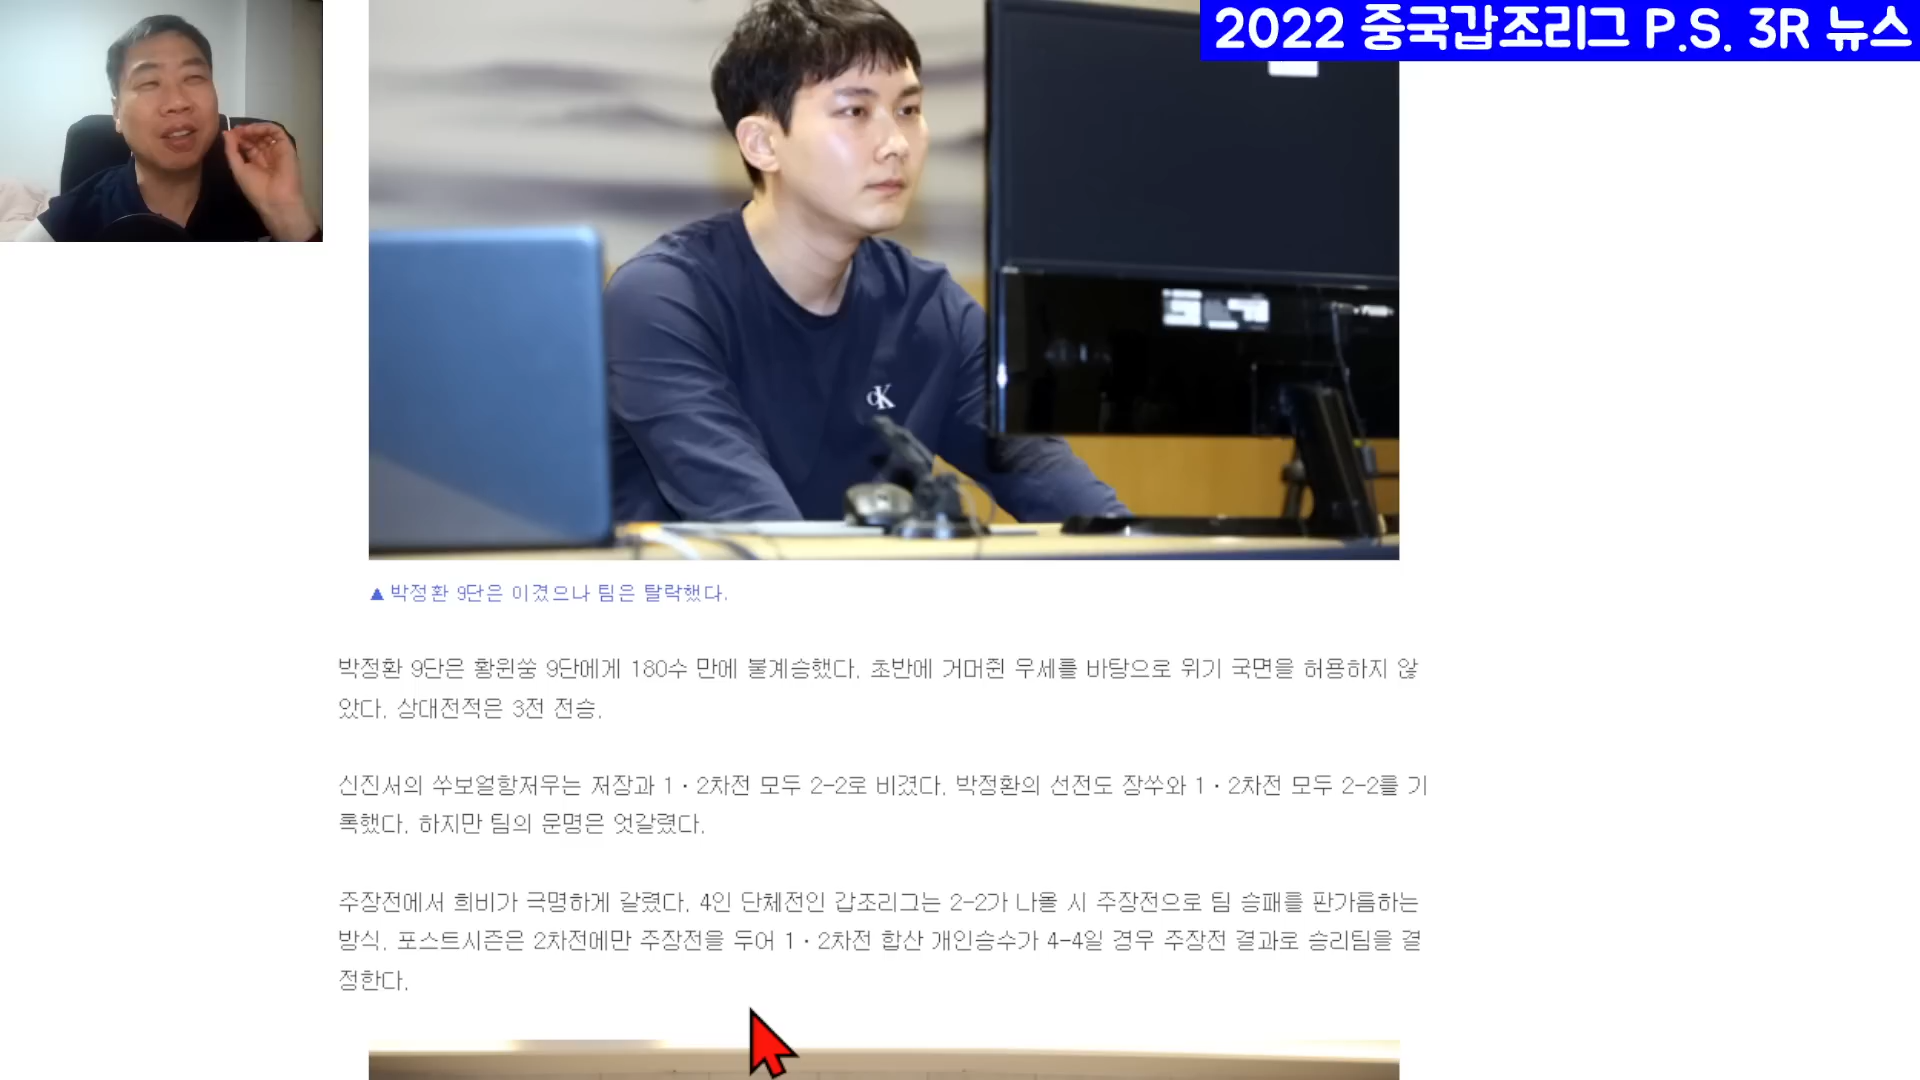 2022 중국갑조리그 P.S. 3R 뉴스
cK
▲ 박정환 9단은 이겼으나 팀은 탈락했다.
박정환 9단은 황윈쑹 9단에게 180수 만에 불계승했다. 초반에 거머쥔 우세를 바탕으로 위기 국면을 허용하지 않
았다. 상대전적은 3전 전승.
신진서의 쑤보얼항저우는 저장과 1·2차전 모두 2-2로 비겼다. 박정환의 선전도 장쑤와 1·2차전 모두 2-2를 기
록했다. 하지만 팀의 운명은 엇갈렸다.
주장전에서 희비가 극명하게 갈렸다. 4인 단체전인 갑조리그는 2-2가 나올 시 주장전으로 팀 승패를 판가름하는
방식. 포스트시즌은 2차전에만 주장전을 두어 1·2차전 합산 개인승수가 4-4일 경우 주장전 결과로 승리팀을 결
정한다.